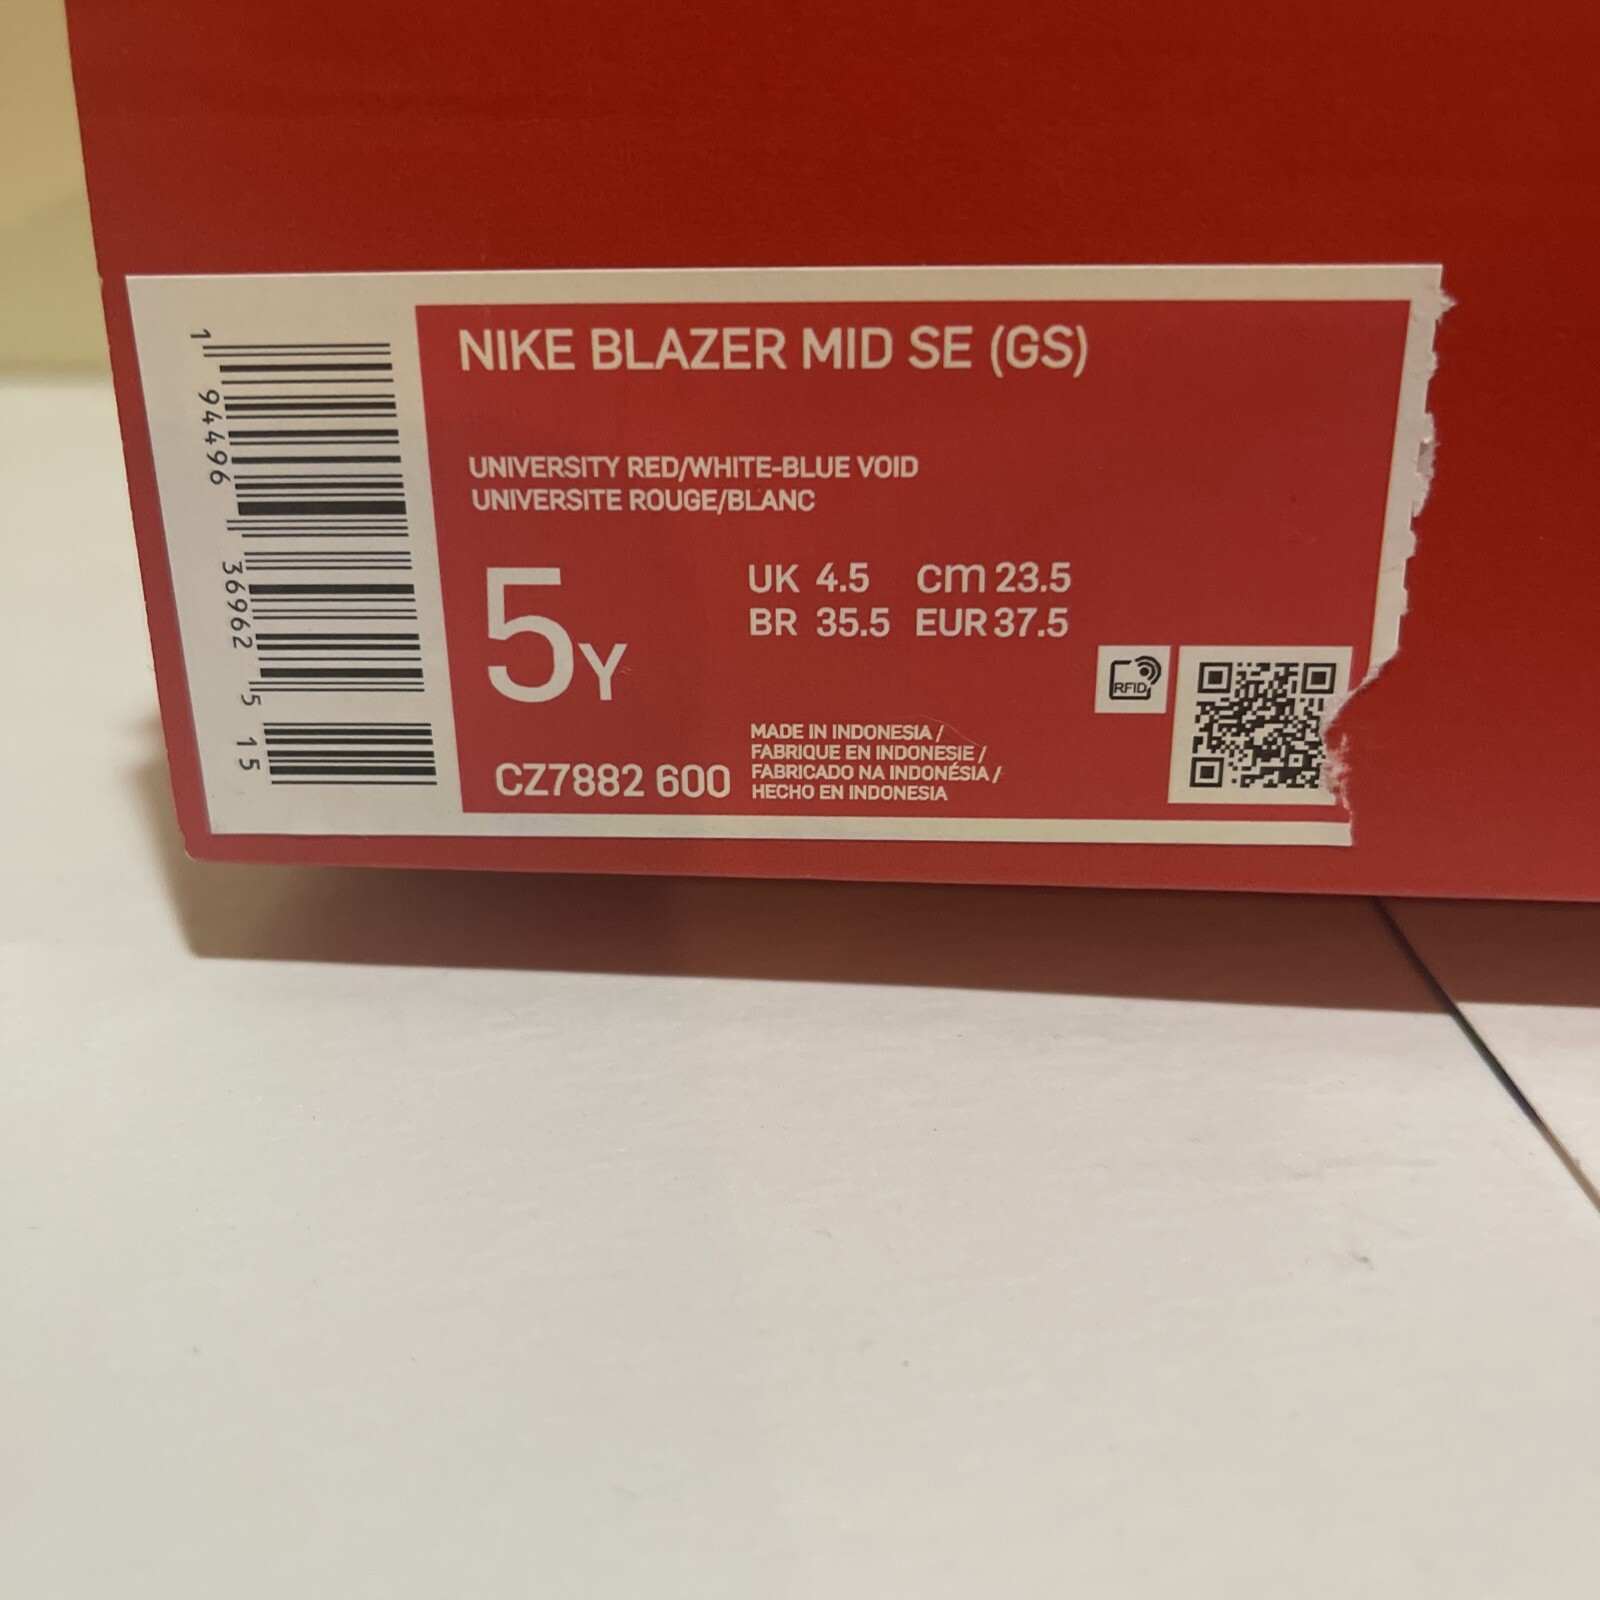 NIKE BLAZER MID SE (GS)
UNIVERSITY RED/WHITE-BLUE VOID
UNIVERSITE ROUGE/BLANC
5Y
UK 4.5 cm 23.5
BR 35.5 EUR 37.5
CZ7882 600
MADE IN INDONESIA /
FABRIQUE EN INDONESIE /
FABRICADO NA INDONÉSIA /
HECHO EN INDONESIA
RFID
1 94496 36962 5 15